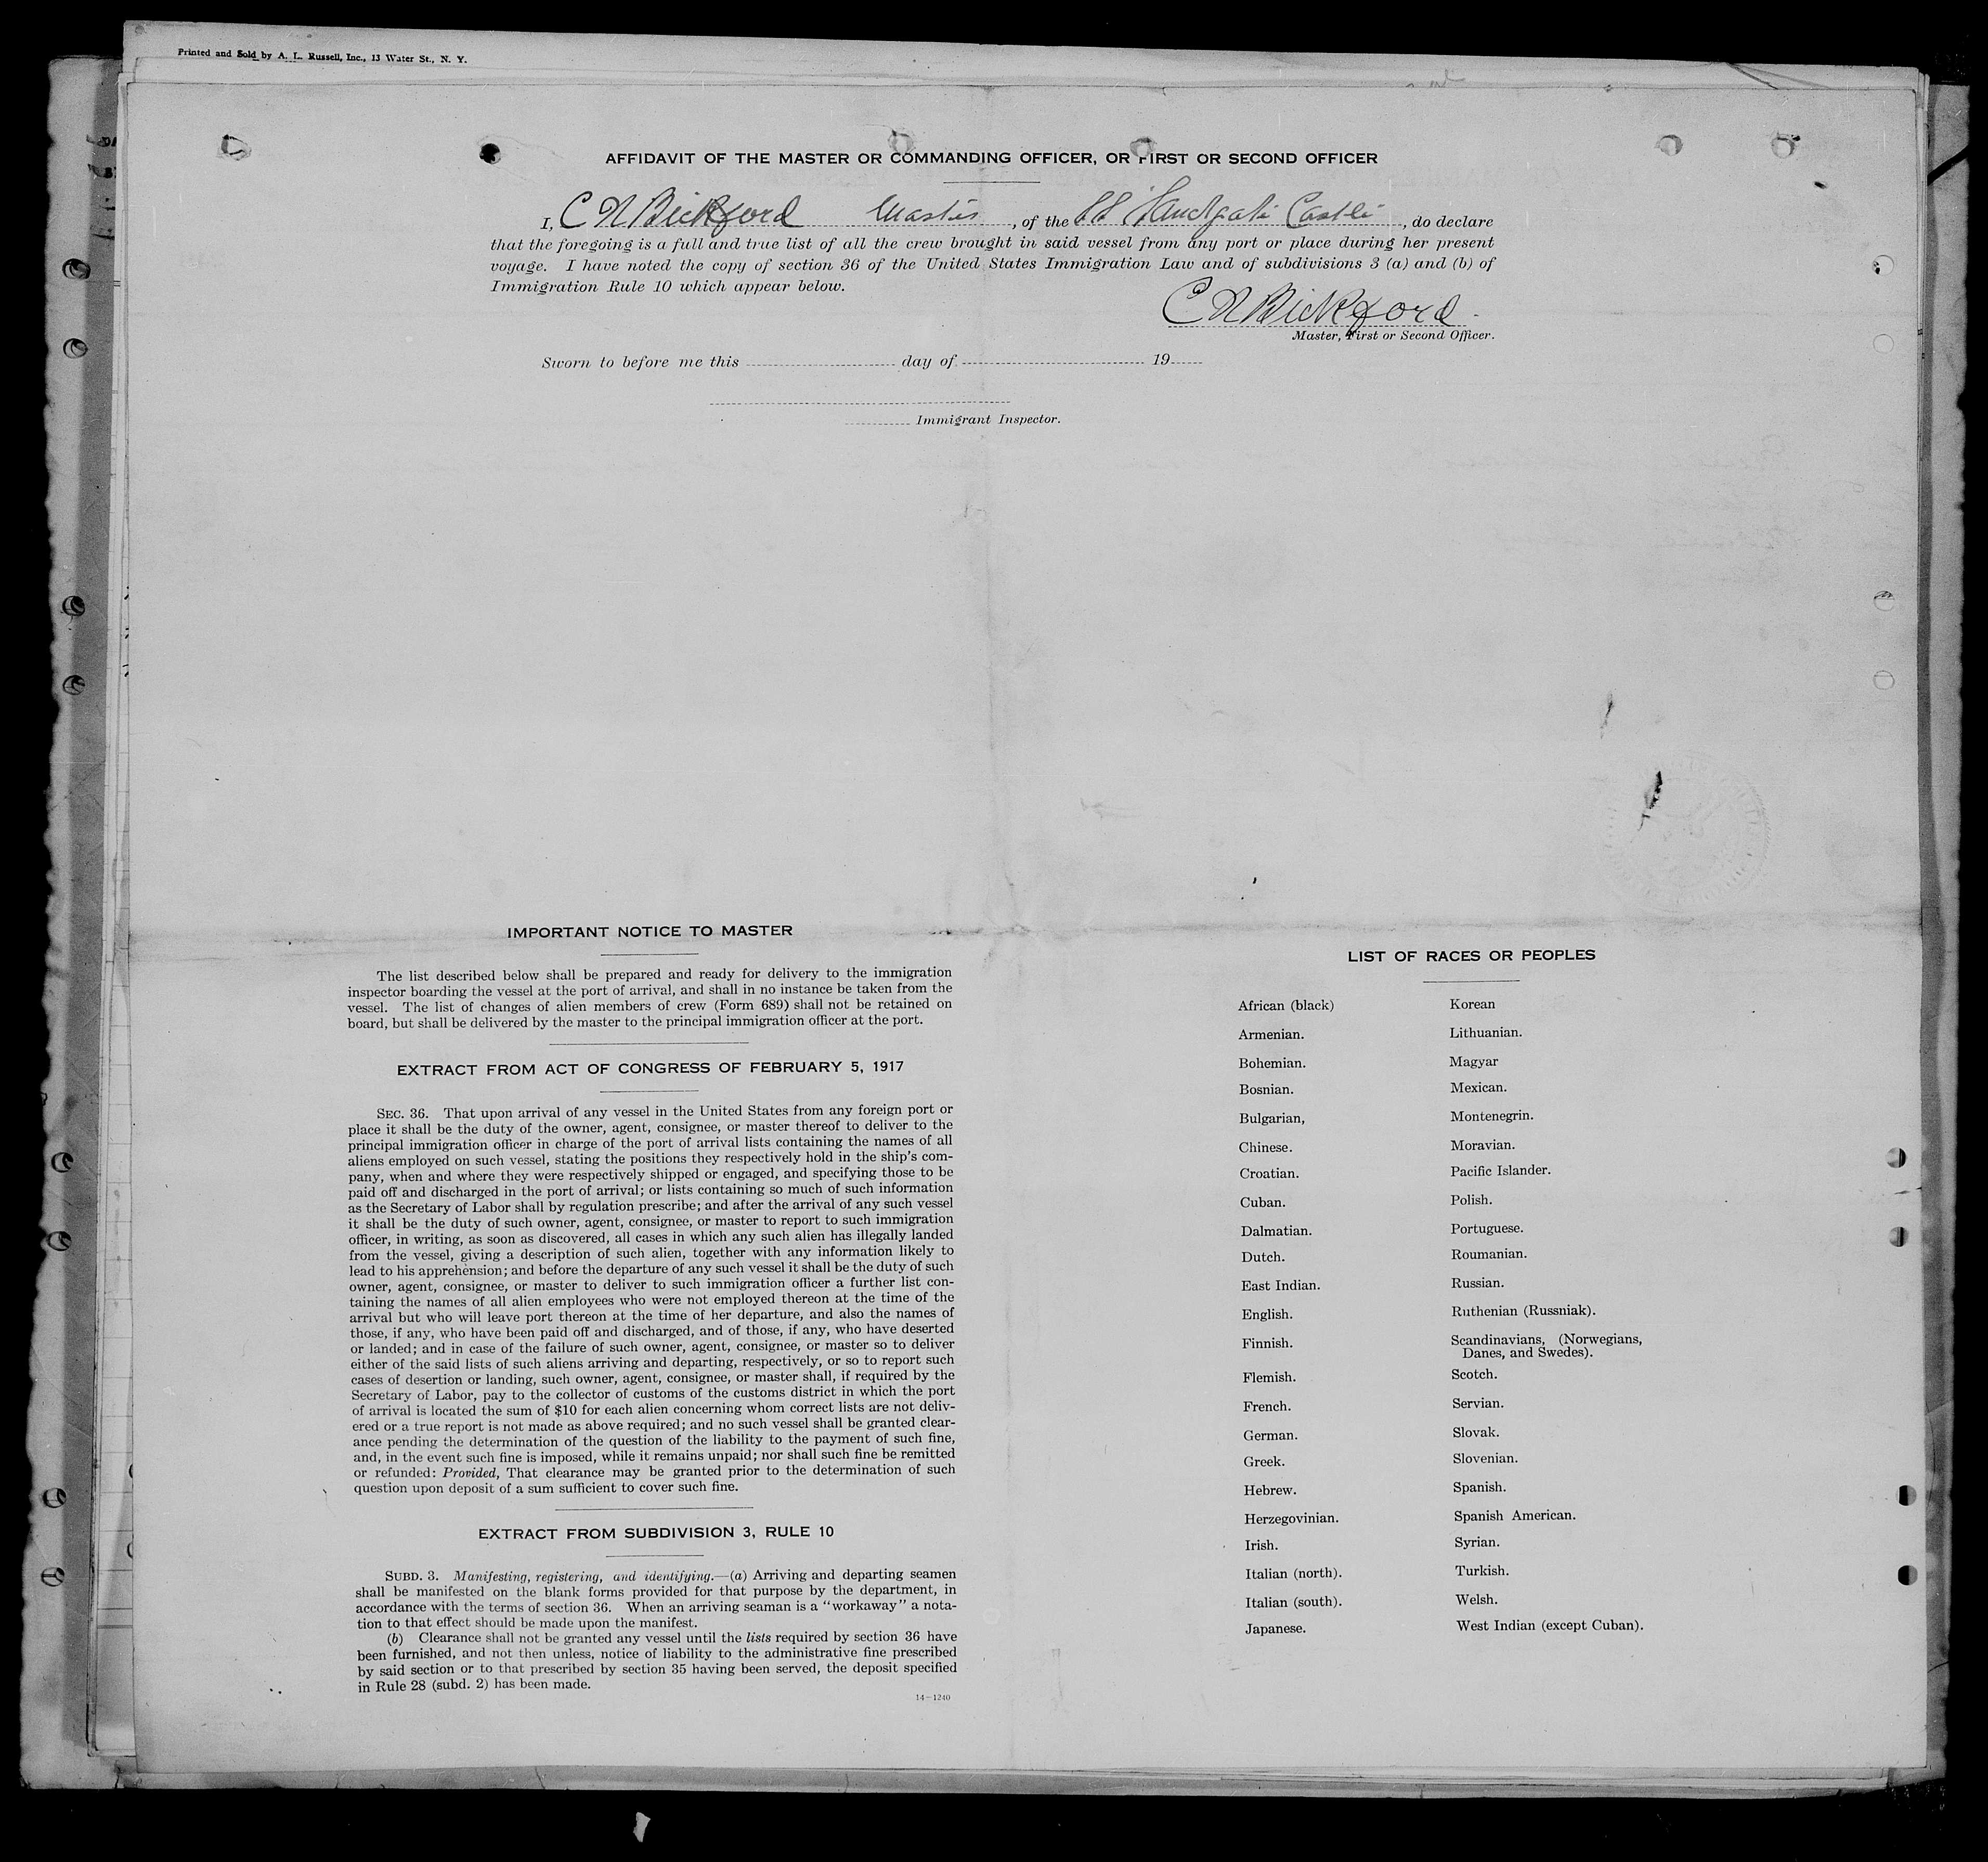 Printed and Sold by A. L. Russell, Inc., 13 Water St., N. Y.
AFFIDAVIT OF THE MASTER OR COMMANDING OFFICER, OR FIRST OR SECOND OFFICER
I, C N Bickford Master, of the SS Sandgate Castle, do declare
that the foregoing is a full and true list of all the crew brought in said vessel from any port or place during her present
voyage. I have noted the copy of section 36 of the United States Immigration Law and of subdivisions 3 (a) and (b) of
Immigration Rule 10 which appear below.
C N Bickford.
Master, First or Second Officer.
Sworn to before me this day of 19
Immigrant Inspector.
IMPORTANT NOTICE TO MASTER
The list described below shall be prepared and ready for delivery to the immigration
inspector boarding the vessel at the port of arrival, and shall in no instance be taken from the
vessel. The list of changes of alien members of crew (Form 689) shall not be retained on
board, but shall be delivered by the master to the principal immigration officer at the port.
EXTRACT FROM ACT OF CONGRESS OF FEBRUARY 5, 1917
SEC. 36. That upon arrival of any vessel in the United States from any foreign port or
place it shall be the duty of the owner, agent, consignee, or master thereof to deliver to the
principal immigration officer in charge of the port of arrival lists containing the names of all
aliens employed on such vessel, stating the positions they respectively hold in the ship's com-
pany, when and where they were respectively shipped or engaged, and specifying those to be
paid off and discharged in the port of arrival; or lists containing so much of such information
as the Secretary of Labor shall by regulation prescribe; and after the arrival of any such vessel
it shall be the duty of such owner, agent, consignee, or master to report to such immigration
officer, in writing, as soon as discovered, all cases in which any such alien has illegally landed
from the vessel, giving a description of such alien, together with any information likely to
lead to his apprehension; and before the departure of any such vessel it shall be the duty of such
owner, agent, consignee, or master to deliver to such immigration officer a further list con-
taining the names of all alien employees who were not employed thereon at the time of the
arrival but who will leave port thereon at the time of her departure, and also the names of
those, if any, who have been paid off and discharged, and of those, if any, who have deserted
or landed; and in case of the failure of such owner, agent, consignee, or master so to deliver
either of the said lists of such aliens arriving and departing, respectively, or so to report such
cases of desertion or landing, such owner, agent, consignee, or master shall, if required by the
Secretary of Labor, pay to the collector of customs of the customs district in which the port
of arrival is located the sum of $10 for each alien concerning whom correct lists are not deliv-
ered or a true report is not made as above required; and no such vessel shall be granted clear-
ance pending the determination of the question of the liability to the payment of such fine,
and, in the event such fine is imposed, while it remains unpaid; nor shall such fine be remitted
or refunded: Provided, That clearance may be granted prior to the determination of such
question upon deposit of a sum sufficient to cover such fine.
EXTRACT FROM SUBDIVISION 3, RULE 10
SUBD. 3. Manifesting, registering, and identifying.—(a) Arriving and departing seamen
shall be manifested on the blank forms provided for that purpose by the department, in
accordance with the terms of section 36. When an arriving seaman is a "workaway" a nota-
tion to that effect should be made upon the manifest.
(b) Clearance shall not be granted any vessel until the lists required by section 36 have
been furnished, and not then unless, notice of liability to the administrative fine prescribed
by said section or to that prescribed by section 35 having been served, the deposit specified
in Rule 28 (subd. 2) has been made.
14—1240
LIST OF RACES OR PEOPLES
African (black)
Armenian.
Bohemian.
Bosnian.
Bulgarian,
Chinese.
Croatian.
Cuban.
Dalmatian.
Dutch.
East Indian.
English.
Finnish.
Flemish.
French.
German.
Greek.
Hebrew.
Herzegovinian.
Irish.
Italian (north).
Italian (south).
Japanese.
Korean
Lithuanian.
Magyar
Mexican.
Montenegrin.
Moravian.
Pacific Islander.
Polish.
Portuguese.
Roumanian.
Russian.
Ruthenian (Russniak).
Scandinavians, (Norwegians,
Danes, and Swedes).
Scotch.
Servian.
Slovak.
Slovenian.
Spanish.
Spanish American.
Syrian.
Turkish.
Welsh.
West Indian (except Cuban).